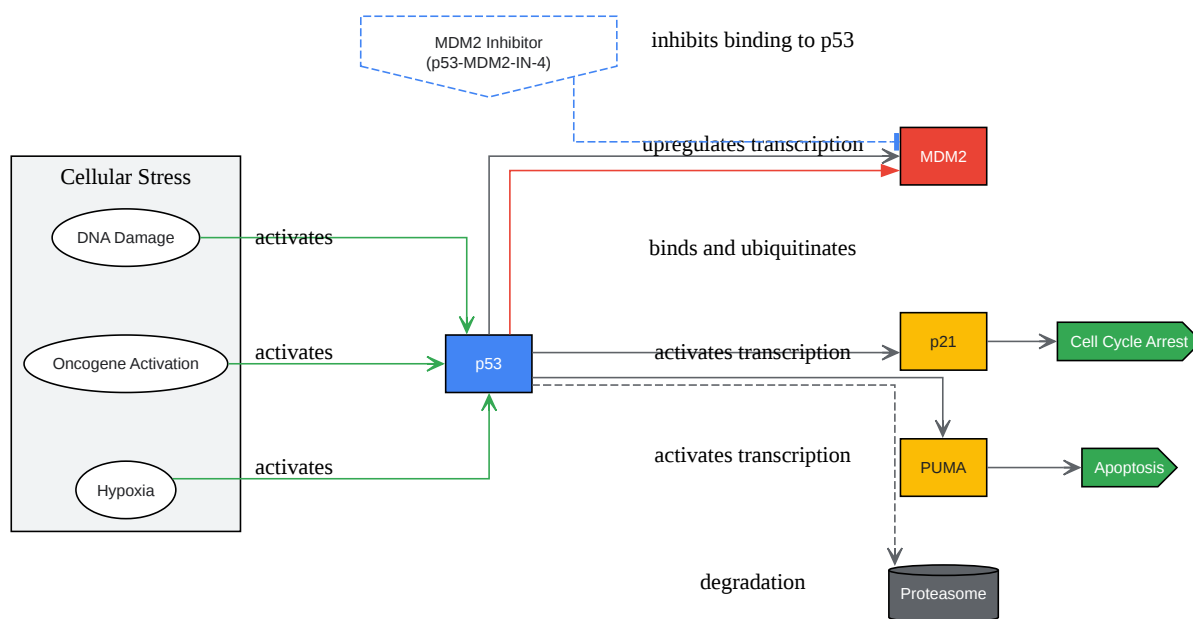 MDM2 Inhibitor
(p53-MDM2-IN-4)
inhibits binding to p53
upregulates transcription
MDM2
Cellular Stress
DNA Damage
activates
binds and ubiquitinates
Oncogene Activation
activates
p53
activates transcription
p21
Cell Cycle Arrest
Hypoxia
activates
activates transcription
PUMA
Apoptosis
degradation
Proteasome